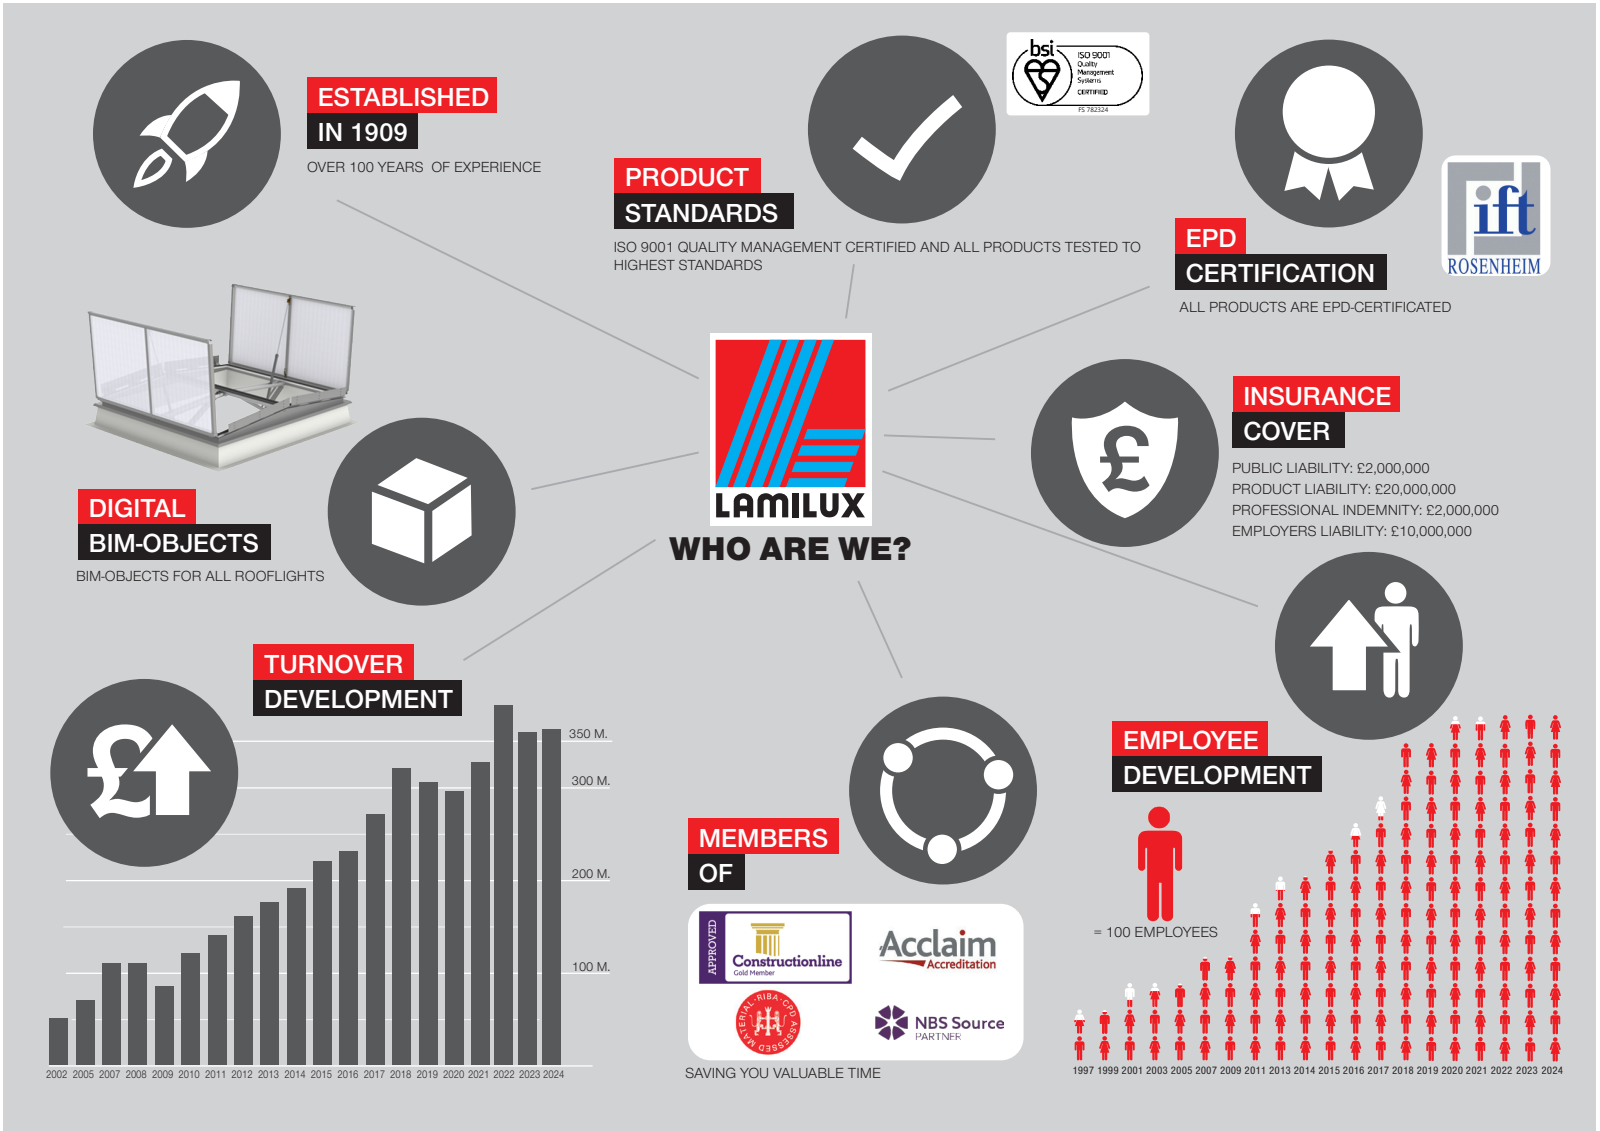 ESTABLISHED
IN 1909
OVER 100 YEARS OF EXPERIENCE
PRODUCT
STANDARDS
ISO 9001 QUALITY MANAGEMENT CERTIFIED AND ALL PRODUCTS TESTED TO
HIGHEST STANDARDS
bsi
ISO 9001
Quality
Management
Systems
CERTIFIED
FS 782324
EPD
CERTIFICATION
ALL PRODUCTS ARE EPD-CERTIFICATED
ift
ROSENHEIM
INSURANCE
COVER
PUBLIC LIABILITY: £2,000,000
PRODUCT LIABILITY: £20,000,000
PROFESSIONAL INDEMNITY: £2,000,000
EMPLOYERS LIABILITY: £10,000,000
LAMILUX
WHO ARE WE?
DIGITAL
BIM-OBJECTS
BIM-OBJECTS FOR ALL ROOFLIGHTS
TURNOVER
DEVELOPMENT
350 M.
300 M.
200 M.
100 M.
2002 2005 2007 2008 2009 2010 2011 2012 2013 2014 2015 2016 2017 2018 2019 2020 2021 2022 2023 2024
MEMBERS
OF
APPROVED
Constructionline
Gold Member
Acclaim
Accreditation
RIBA · CPD ASSESSED MATERIAL
NBS Source
PARTNER
SAVING YOU VALUABLE TIME
EMPLOYEE
DEVELOPMENT
= 100 EMPLOYEES
1997 1999 2001 2003 2005 2007 2009 2011 2013 2014 2015 2016 2017 2018 2019 2020 2021 2022 2023 2024